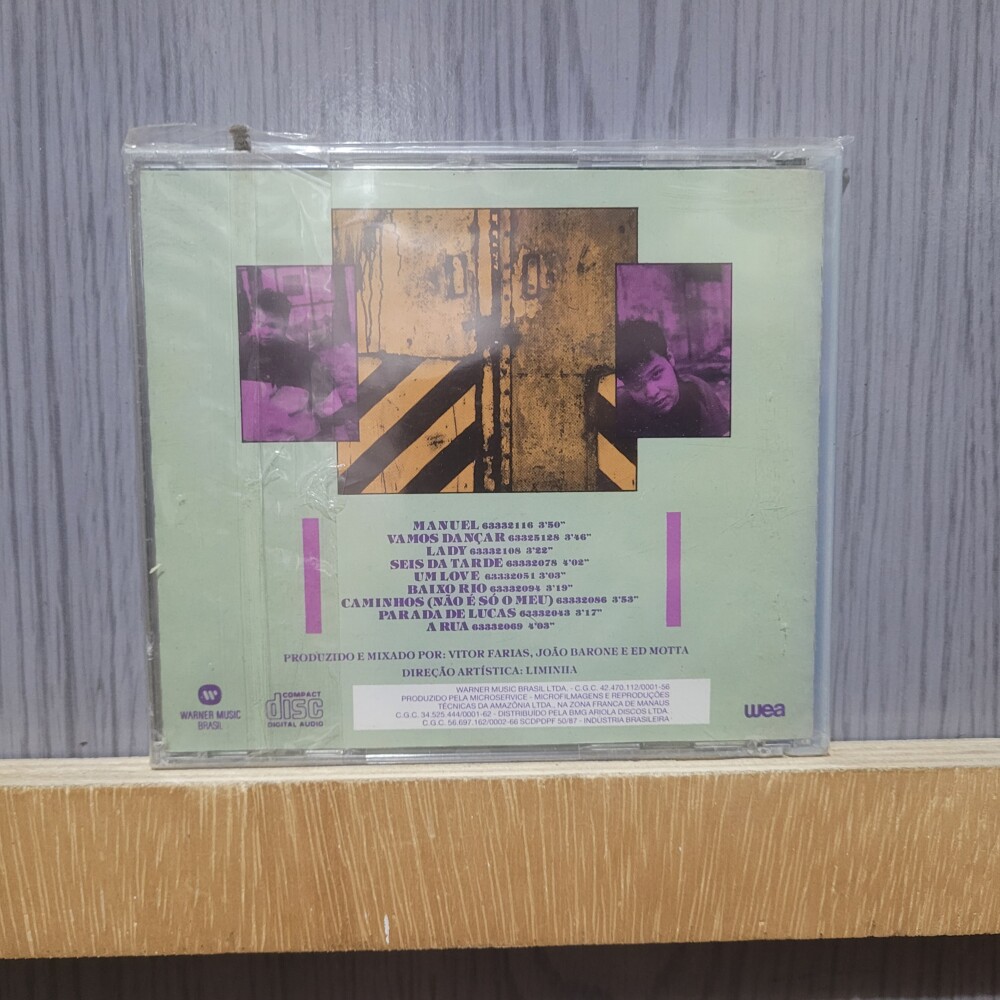 MANUEL 63332116 3'50"
VAMOS DANÇAR 63325128 3'46"
LADY 63332108 3'22"
SEIS DA TARDE 63332078 4'02"
UM LOVE 63332051 3'03"
BAIXO RIO 63332094 3'19"
CAMINHOS (NÃO É SÓ O MEU) 63332086 3'53"
PARADA DE LUCAS 63332043 3'17"
A RUA 63332069 4'03"
PRODUZIDO E MIXADO POR: VITOR FARIAS, JOÃO BARONE E ED MOTTA
DIREÇÃO ARTÍSTICA: LIMINHA
WARNER MUSIC BRASIL LTDA. - C.G.C. 42.470.112/0001-56
PRODUZIDO PELA MICROSERVICE - MICROFILMAGENS E REPRODUÇÕES
TÉCNICAS DA AMAZÔNIA LTDA., NA ZONA FRANCA DE MANAUS
C.G.C. 34.525.444/0001-62 - DISTRIBUÍDO PELA BMG ARIOLA DISCOS LTDA.
C.G.C. 56.697.162/0002-66 SCDPDPF 50/87 - INDÚSTRIA BRASILEIRA
WARNER MUSIC
BRASIL
COMPACT
disc
DIGITAL AUDIO
wea